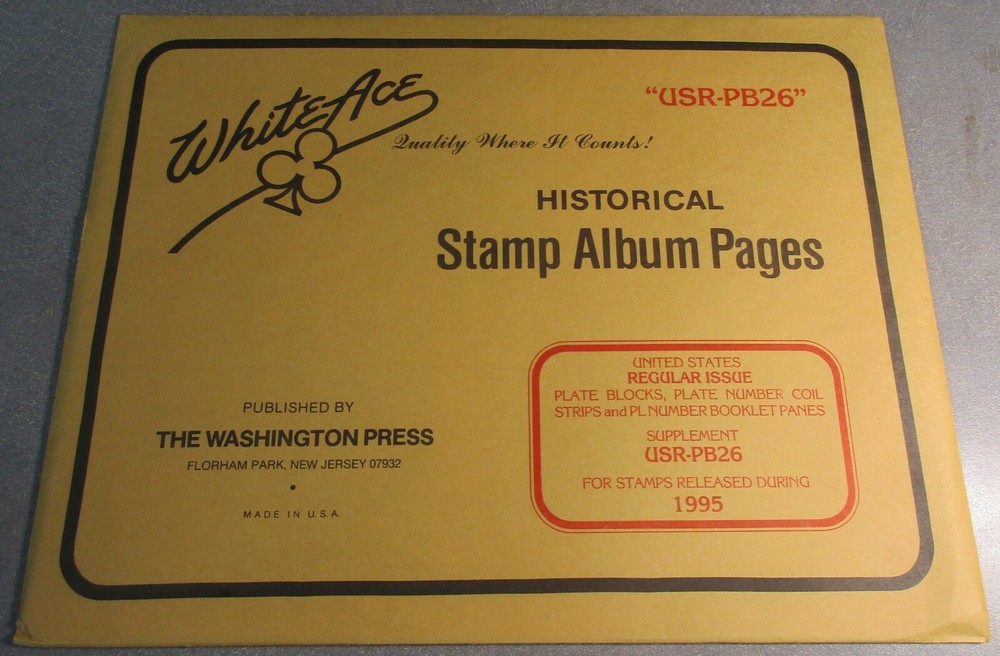 WhiteAce
Quality Where It Counts!
“USR-PB26”
HISTORICAL
Stamp Album Pages
PUBLISHED BY
THE WASHINGTON PRESS
FLORHAM PARK, NEW JERSEY 07932
•
MADE IN U.S.A.
UNITED STATES
REGULAR ISSUE
PLATE BLOCKS, PLATE NUMBER COIL
STRIPS and PL NUMBER BOOKLET PANES
SUPPLEMENT
USR-PB26
FOR STAMPS RELEASED DURING
1995